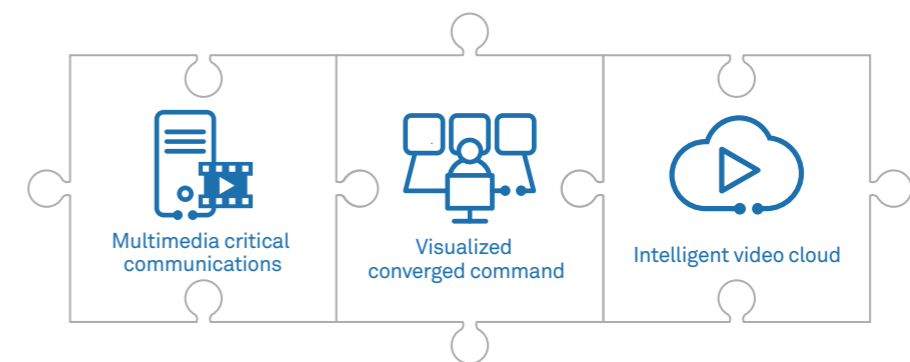 Multimedia critical
communications
Visualized
converged command
Intelligent video cloud